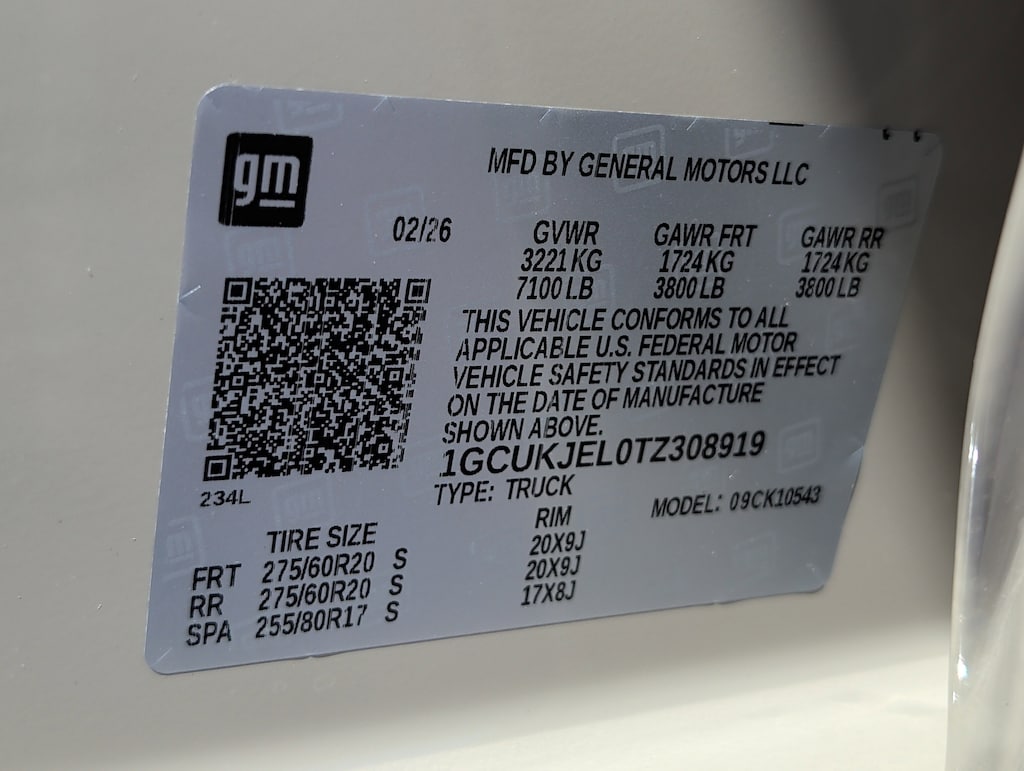 gm
MFD BY GENERAL MOTORS LLC
02/26 GVWR GAWR FRT GAWR RR
3221 KG 1724 KG 1724 KG
7100 LB 3800 LB 3800 LB
THIS VEHICLE CONFORMS TO ALL
APPLICABLE U.S. FEDERAL MOTOR
VEHICLE SAFETY STANDARDS IN EFFECT
ON THE DATE OF MANUFACTURE
SHOWN ABOVE.
1GCUKJEL0TZ308919
234L
TYPE: TRUCK MODEL: 09CK10543
TIRE SIZE RIM
FRT 275/60R20 S 20X9J
RR 275/60R20 S 20X9J
SPA 255/80R17 S 17X8J